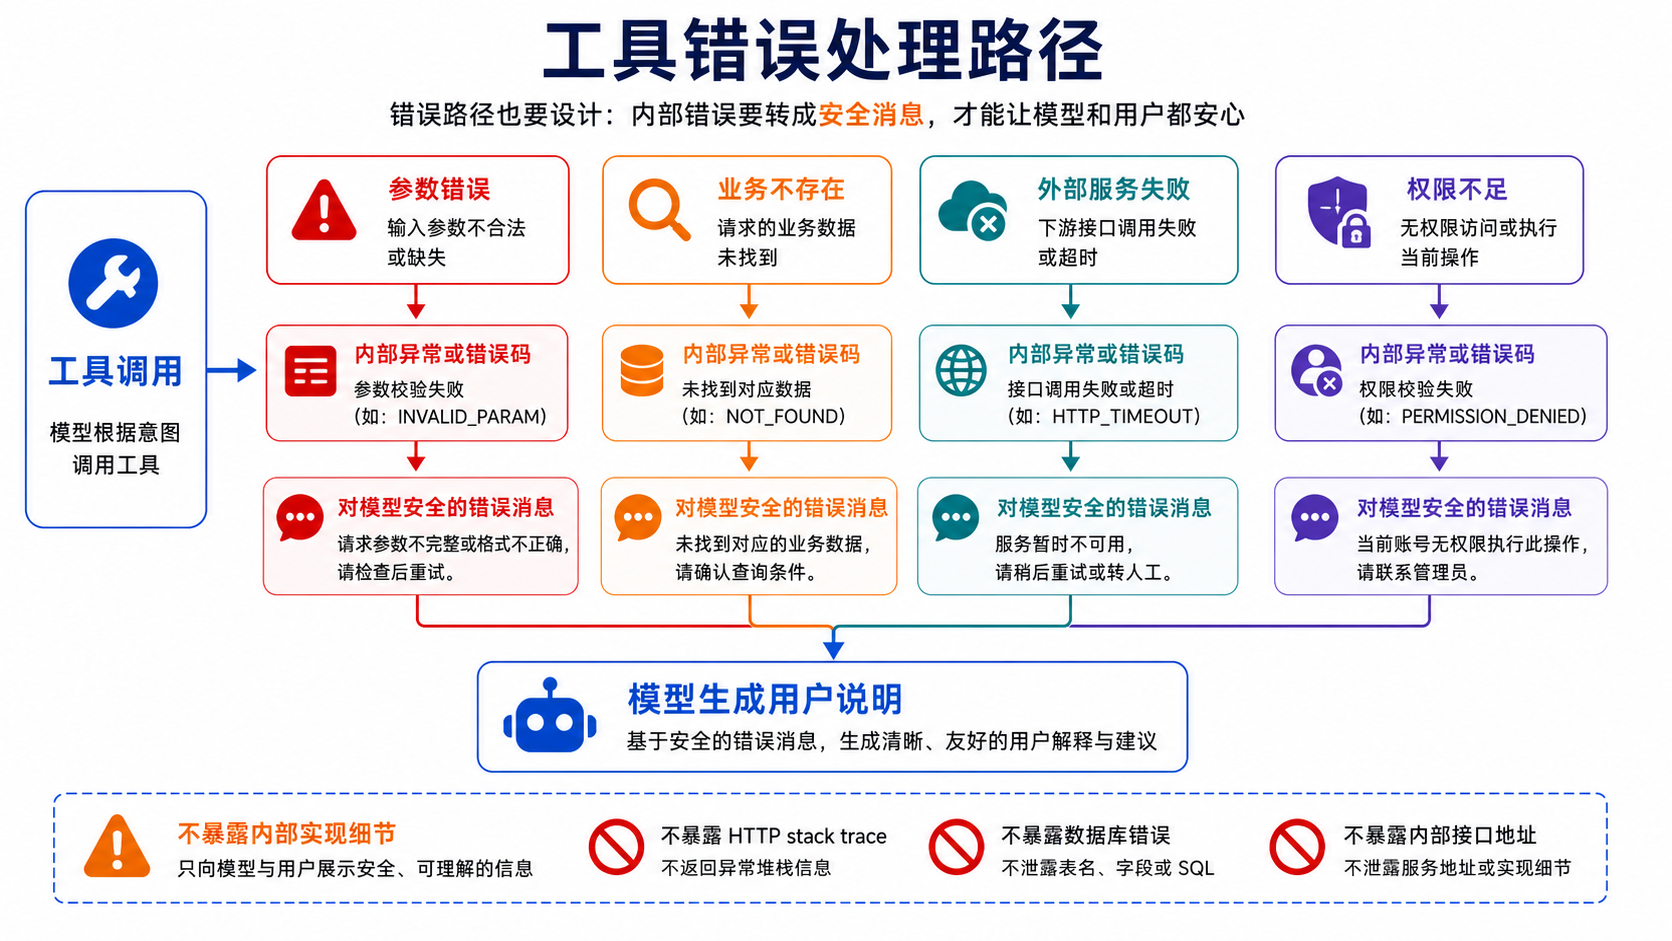 工具错误处理路径
错误路径也要设计：内部错误要转成安全消息，才能让模型和用户都安心
工具调用
模型根据意图
调用工具
参数错误
输入参数不合法
或缺失
业务不存在
请求的业务数据
未找到
外部服务失败
下游接口调用失败
或超时
权限不足
无权限访问或执行
当前操作
内部异常或错误码
参数校验失败
(如：INVALID_PARAM)
内部异常或错误码
未找到对应数据
(如：NOT_FOUND)
内部异常或错误码
接口调用失败或超时
(如：HTTP_TIMEOUT)
内部异常或错误码
权限校验失败
(如：PERMISSION_DENIED)
对模型安全的错误消息
请求参数不完整或格式不正确，
请检查后重试。
对模型安全的错误消息
未找到对应的业务数据，
请确认查询条件。
对模型安全的错误消息
服务暂时不可用，
请稍后重试或转人工。
对模型安全的错误消息
当前账号无权限执行此操作，
请联系管理员。
模型生成用户说明
基于安全的错误消息，生成清晰、友好的用户解释与建议
不暴露内部实现细节
只向模型与用户展示安全、可理解的信息
不暴露 HTTP stack trace
不返回异常堆栈信息
不暴露数据库错误
不泄露表名、字段或 SQL
不暴露内部接口地址
不泄露服务地址或实现细节